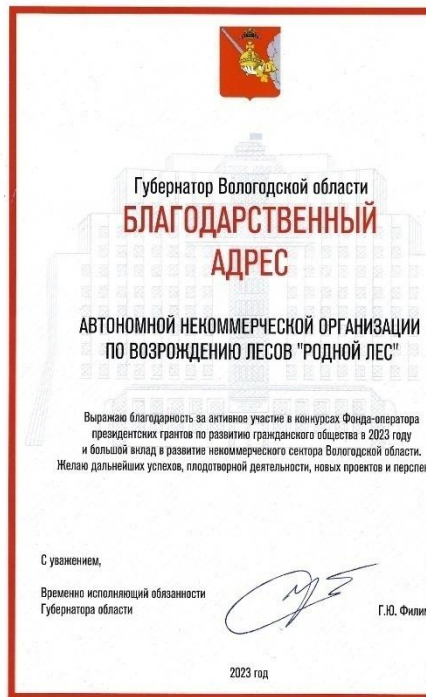 Губернатор Вологодской области
БЛАГОДАРСТВЕННЫЙ
АДРЕС
АВТОНОМНОЙ НЕКОММЕРЧЕСКОЙ ОРГАНИЗАЦИИ
ПО ВОЗРОЖДЕНИЮ ЛЕСОВ "РОДНОЙ ЛЕС"
Выражаю благодарность за активное участие в конкурсах Фонда-оператора
президентских грантов по развитию гражданского общества в 2023 году
и большой вклад в развитие некоммерческого сектора Вологодской области.
Желаю дальнейших успехов, плодотворной деятельности, новых проектов и
С уважением,
Временно исполняющий обязанности
Губернатора области
Г.Ю.
2023 год